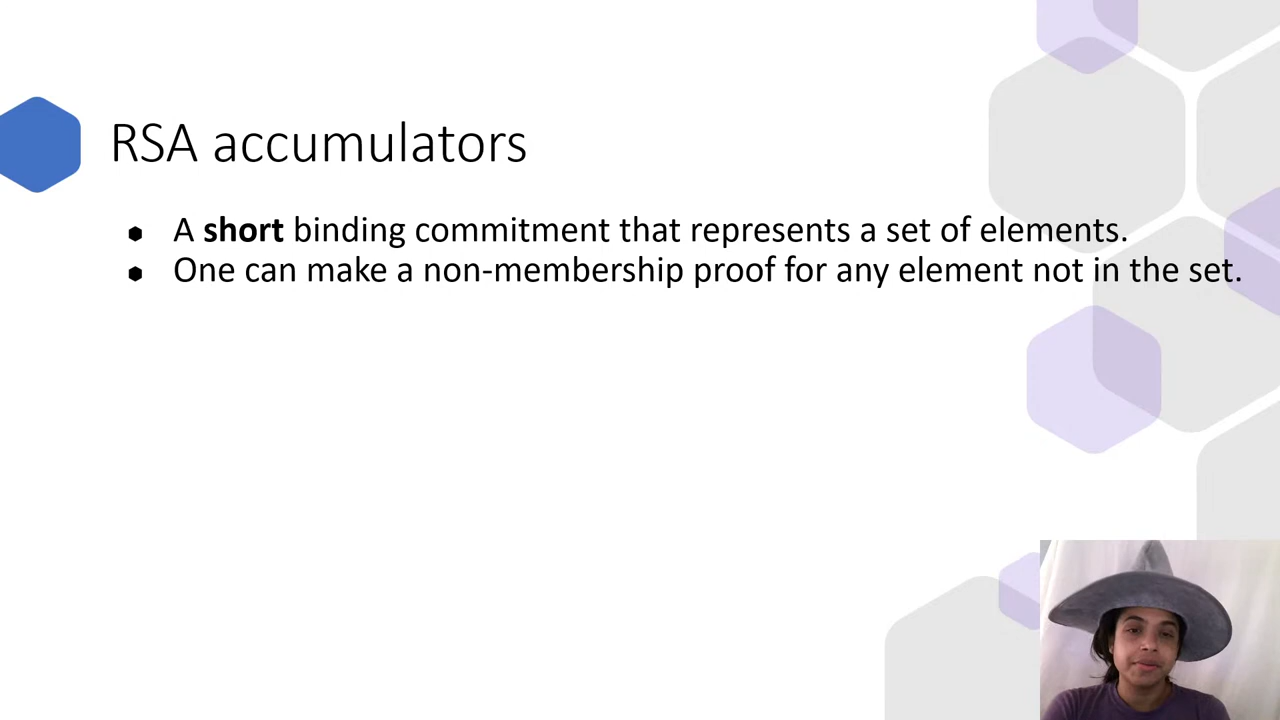 RSA accumulators
A short binding commitment that represents a set of elements.
One can make a non-membership proof for any element not in the set.